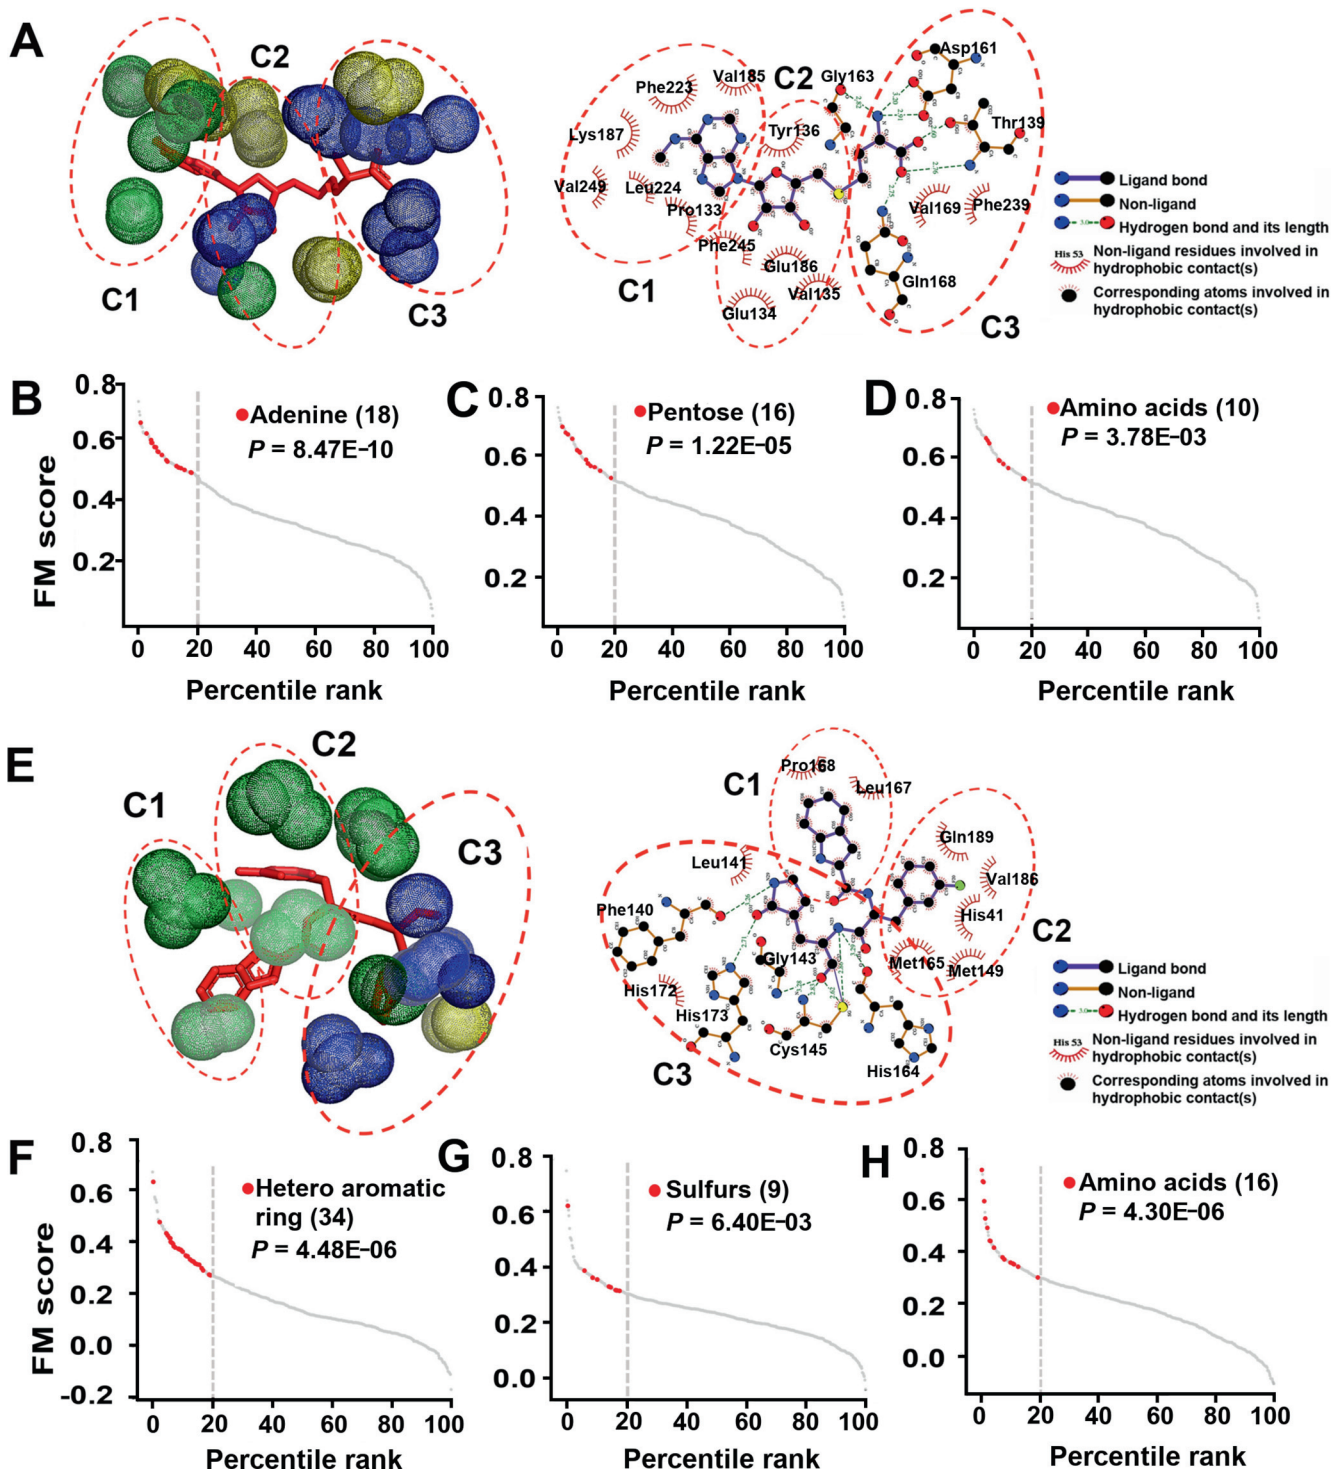 A
C2
C1
C3
C2
C1
C3
Phe223
Val185
Gly163
Asp161
Lys187
Tyr136
Thr139
Val249
Leu224
Pro133
Val169
Phe239
Phe245
Glu186
Val135
Gln168
Glu134
2.76
2.75
Ligand bond
Non-ligand
3.0
Hydrogen bond and its length
His 53
Non-ligand residues involved in
hydrophobic contact(s)
Corresponding atoms involved in
hydrophobic contact(s)
B
FM score
0.8
0.6
0.4
0.2
Adenine (18)
P = 8.47E-10
0 20 40 60 80 100
Percentile rank
C
0.8
0.6
0.4
0.2
Pentose (16)
P = 1.22E-05
0 20 40 60 80 100
Percentile rank
D
0.8
0.6
0.4
0.2
Amino acids (10)
P = 3.78E-03
0 20 40 60 80 100
Percentile rank
E
C2
C1
C3
C1
C2
C3
Pro168
Leu167
Gln189
Leu141
Val186
Phe140
His41
Gly143
Met165
Met149
His172
His173
Cys145
His164
Ligand bond
Non-ligand
3.0
Hydrogen bond and its length
His 53
Non-ligand residues involved in
hydrophobic contact(s)
Corresponding atoms involved in
hydrophobic contact(s)
F
FM score
0.8
0.6
0.4
0.2
0.0
-0.2
Hetero aromatic
ring (34)
P = 4.48E-06
0 20 40 60 80 100
Percentile rank
G
0.8
0.6
0.4
0.2
0.0
Sulfurs (9)
P = 6.40E-03
0 20 40 60 80 100
Percentile rank
H
0.8
0.6
0.4
0.2
0.0
Amino acids (16)
P = 4.30E-06
0 20 40 60 80 100
Percentile rank